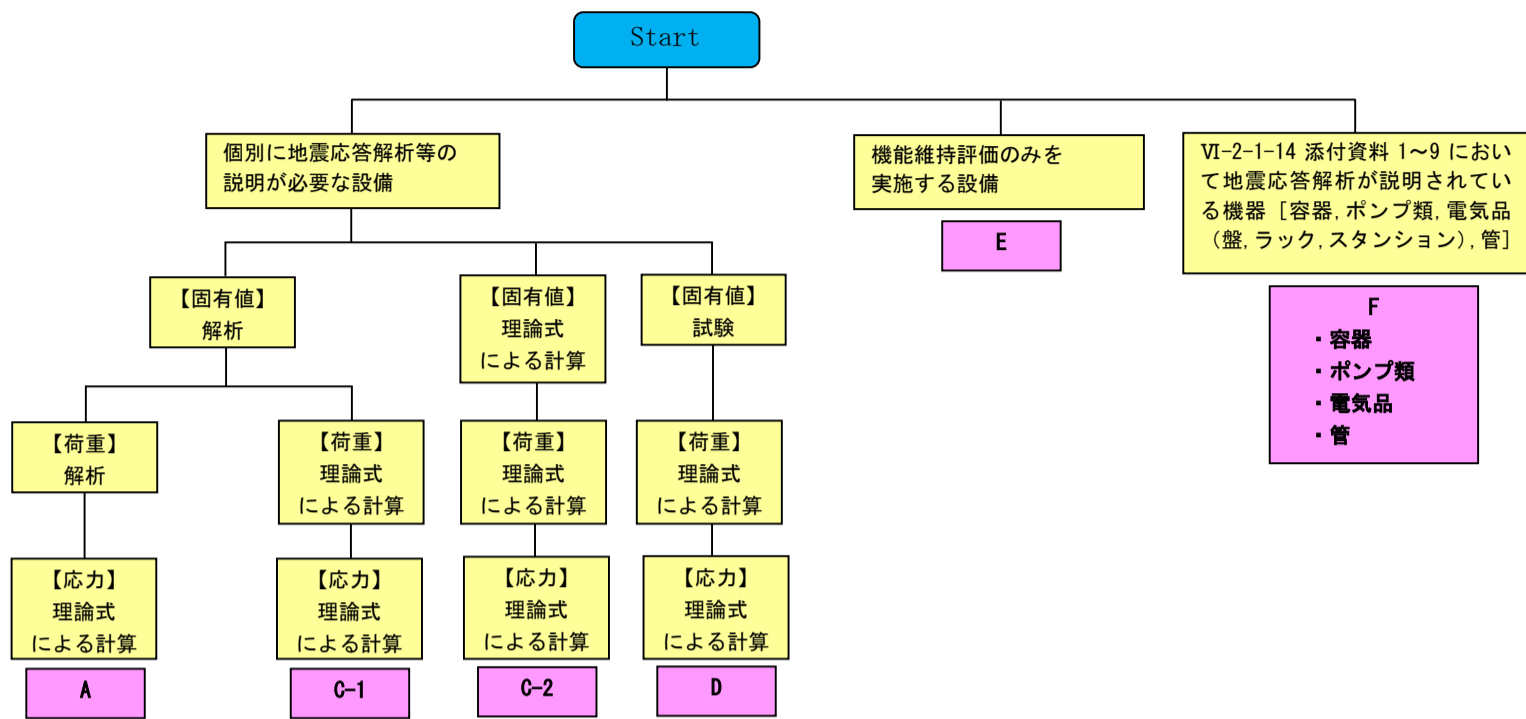 Start
個別に地震応答解析等の
説明が必要な設備
機能維持評価のみを
実施する設備
Ⅵ-2-1-14 添付資料 1～9 におい
て地震応答解析が説明されてい
る機器［容器,ポンプ類,電気品
（盤,ラック,スタンション）,管］
E
F
・容器
・ポンプ類
・電気品
・管
【固有値】
解析
【固有値】
理論式
による計算
【固有値】
試験
【荷重】
解析
【荷重】
理論式
による計算
【荷重】
理論式
による計算
【荷重】
理論式
による計算
【応力】
理論式
による計算
【応力】
理論式
による計算
【応力】
理論式
による計算
【応力】
理論式
による計算
A
C-1
C-2
D